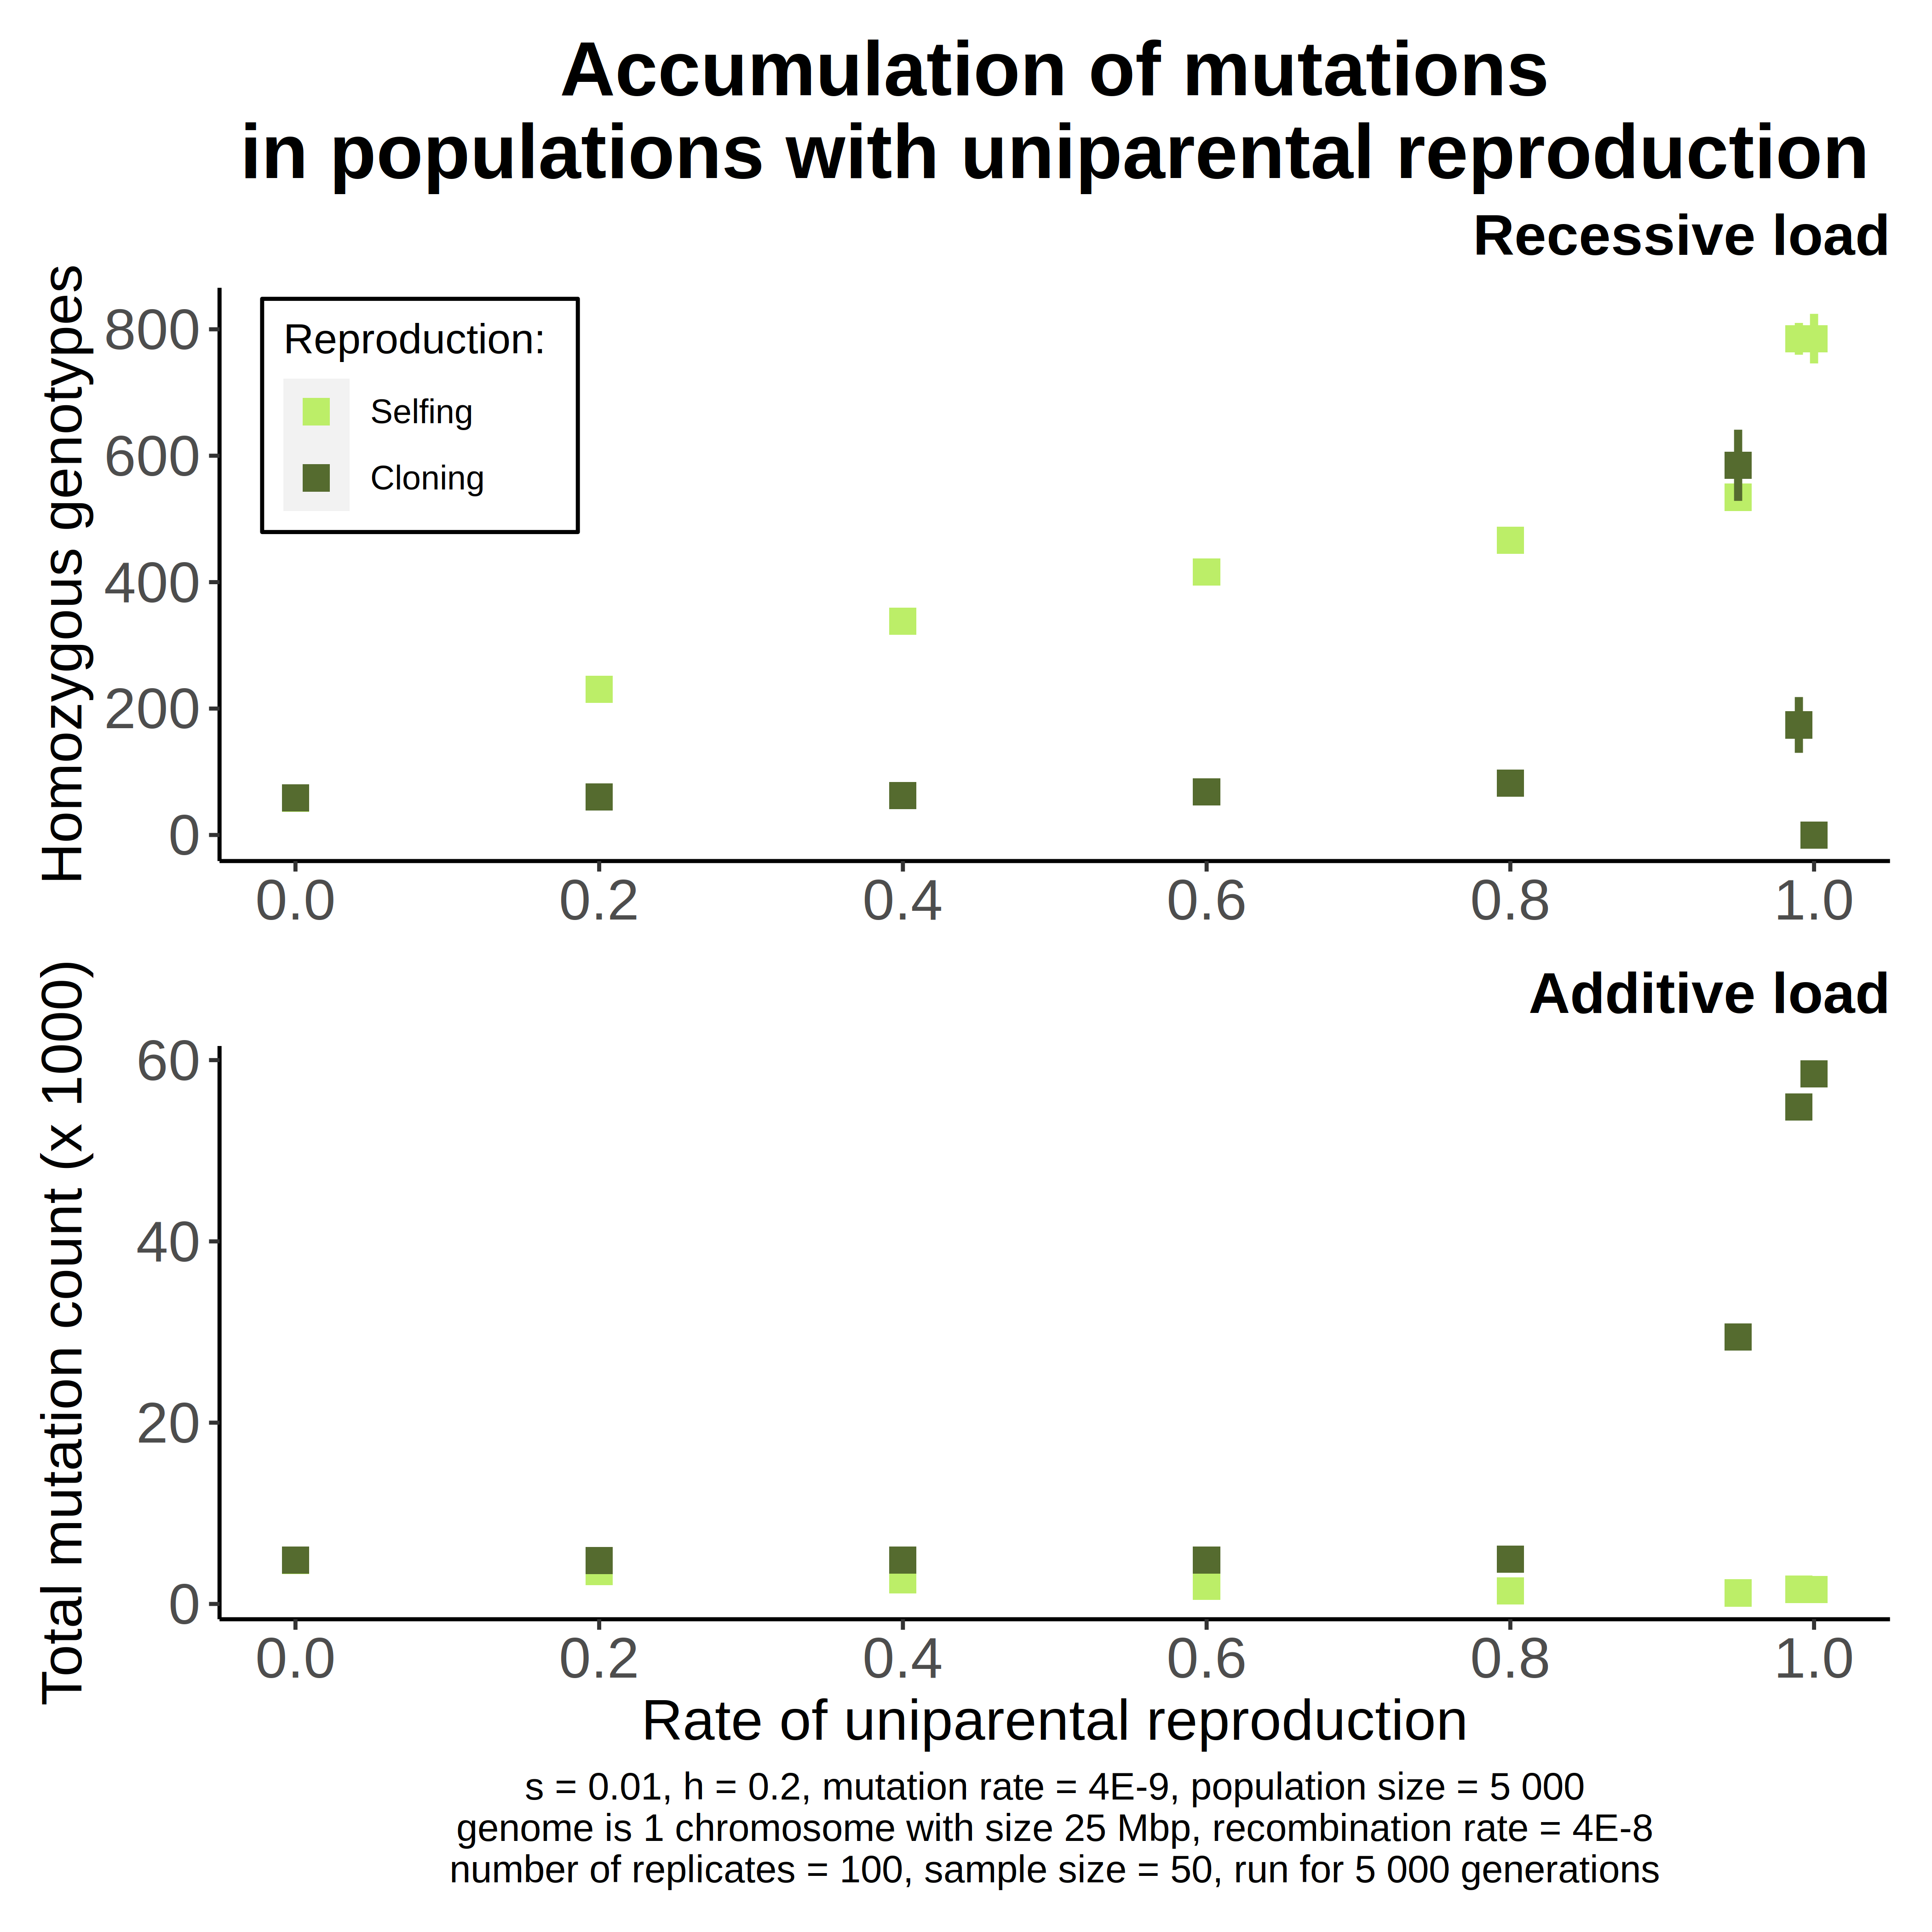 Accumulation of mutations
in populations with uniparental reproduction
Recessive load
Homozygous genotypes
800
600
400
200
0
Reproduction:
Selfing
Cloning
0.0 0.2 0.4 0.6 0.8 1.0
Additive load
Total mutation count (x 1000)
60
40
20
0
0.0 0.2 0.4 0.6 0.8 1.0
Rate of uniparental reproduction
s = 0.01, h = 0.2, mutation rate = 4E-9, population size = 5 000
genome is 1 chromosome with size 25 Mbp, recombination rate = 4E-8
number of replicates = 100, sample size = 50, run for 5 000 generations